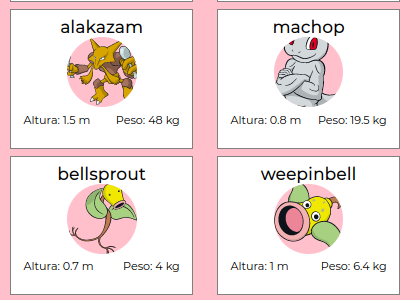 alakazam
Altura: 1.5 m Peso: 48 kg
machop
Altura: 0.8 m Peso: 19.5 kg
bellsprout
Altura: 0.7 m Peso: 4 kg
weepinbell
Altura: 1 m Peso: 6.4 kg